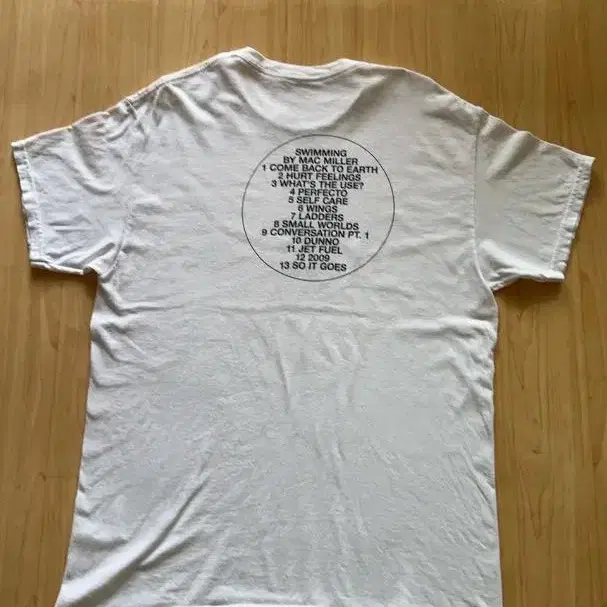 SWIMMING
BY MAC MILLER
1 COME BACK TO EARTH
2 HURT FEELINGS
3 WHAT'S THE USE?
4 PERFECTO
5 SELF CARE
6 WINGS
7 LADDERS
8 SMALL WORLDS
9 CONVERSATION PT. 1
10 DUNNO
11 JET FUEL
12 2009
13 SO IT GOES